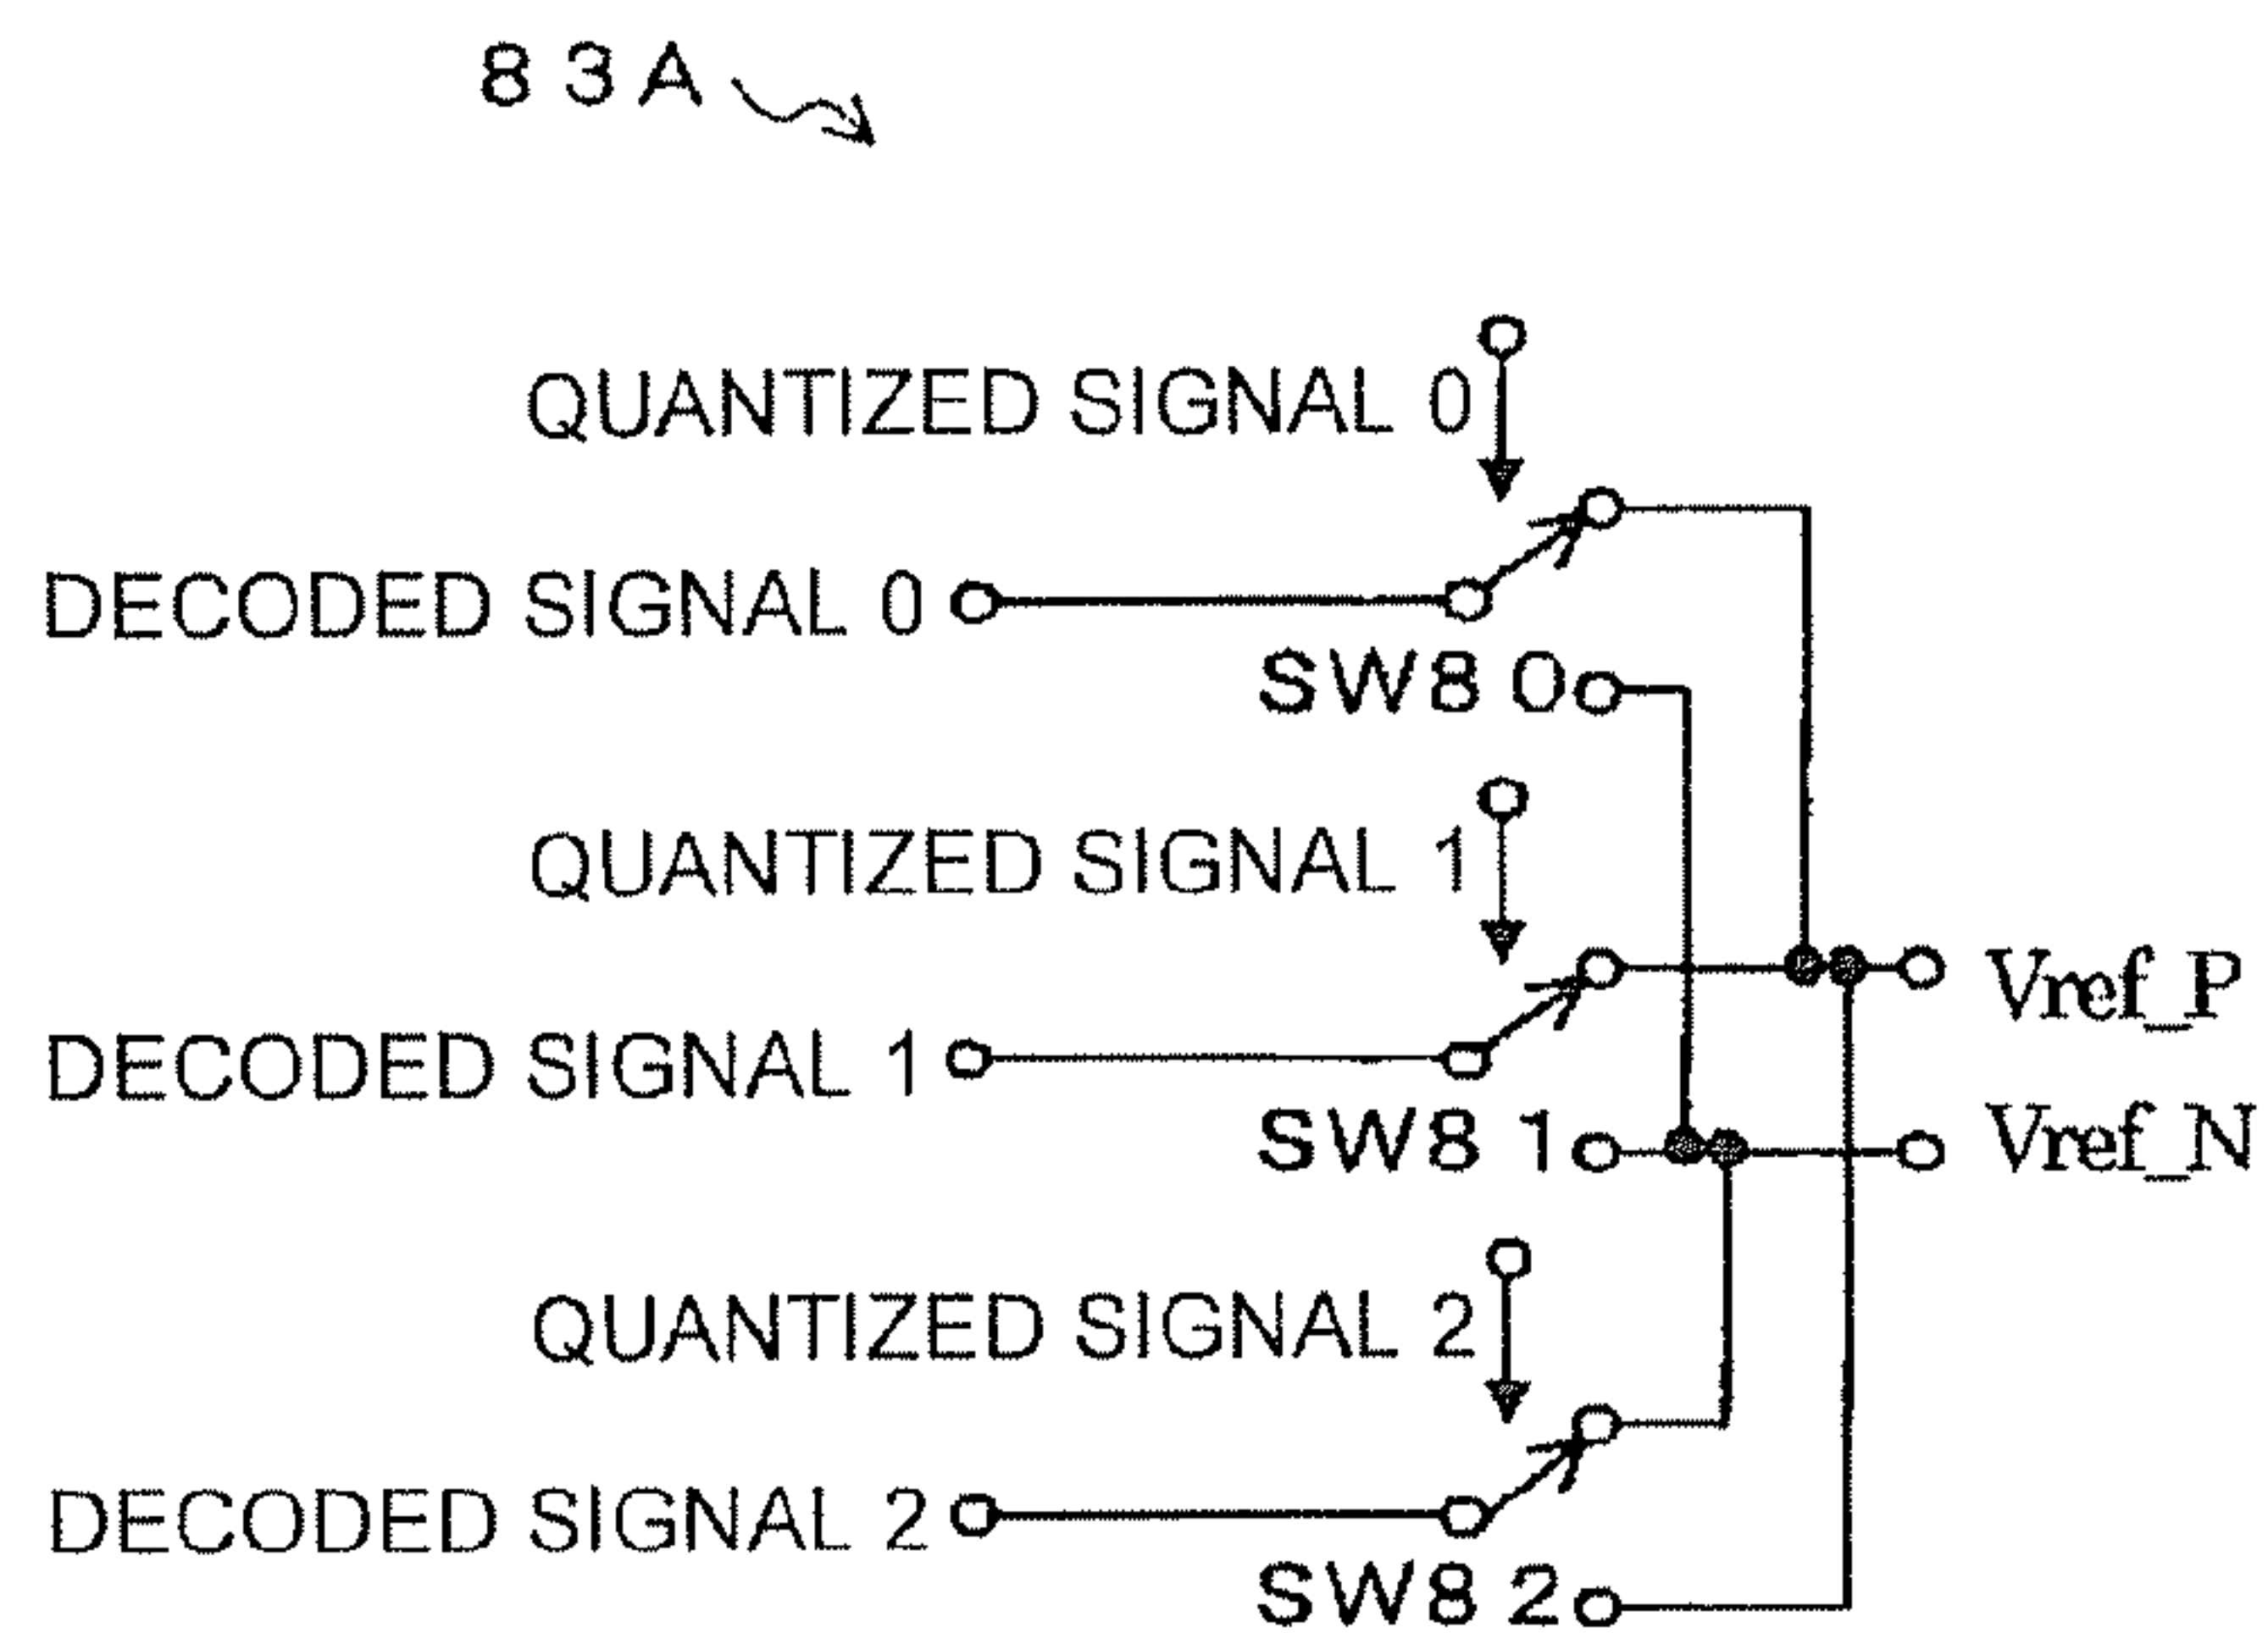 83A
QUANTIZED SIGNAL 0
DECODED SIGNAL 0
SW80
QUANTIZED SIGNAL 1
Vref_P
DECODED SIGNAL 1
SW81
Vref_N
QUANTIZED SIGNAL 2
DECODED SIGNAL 2
SW82